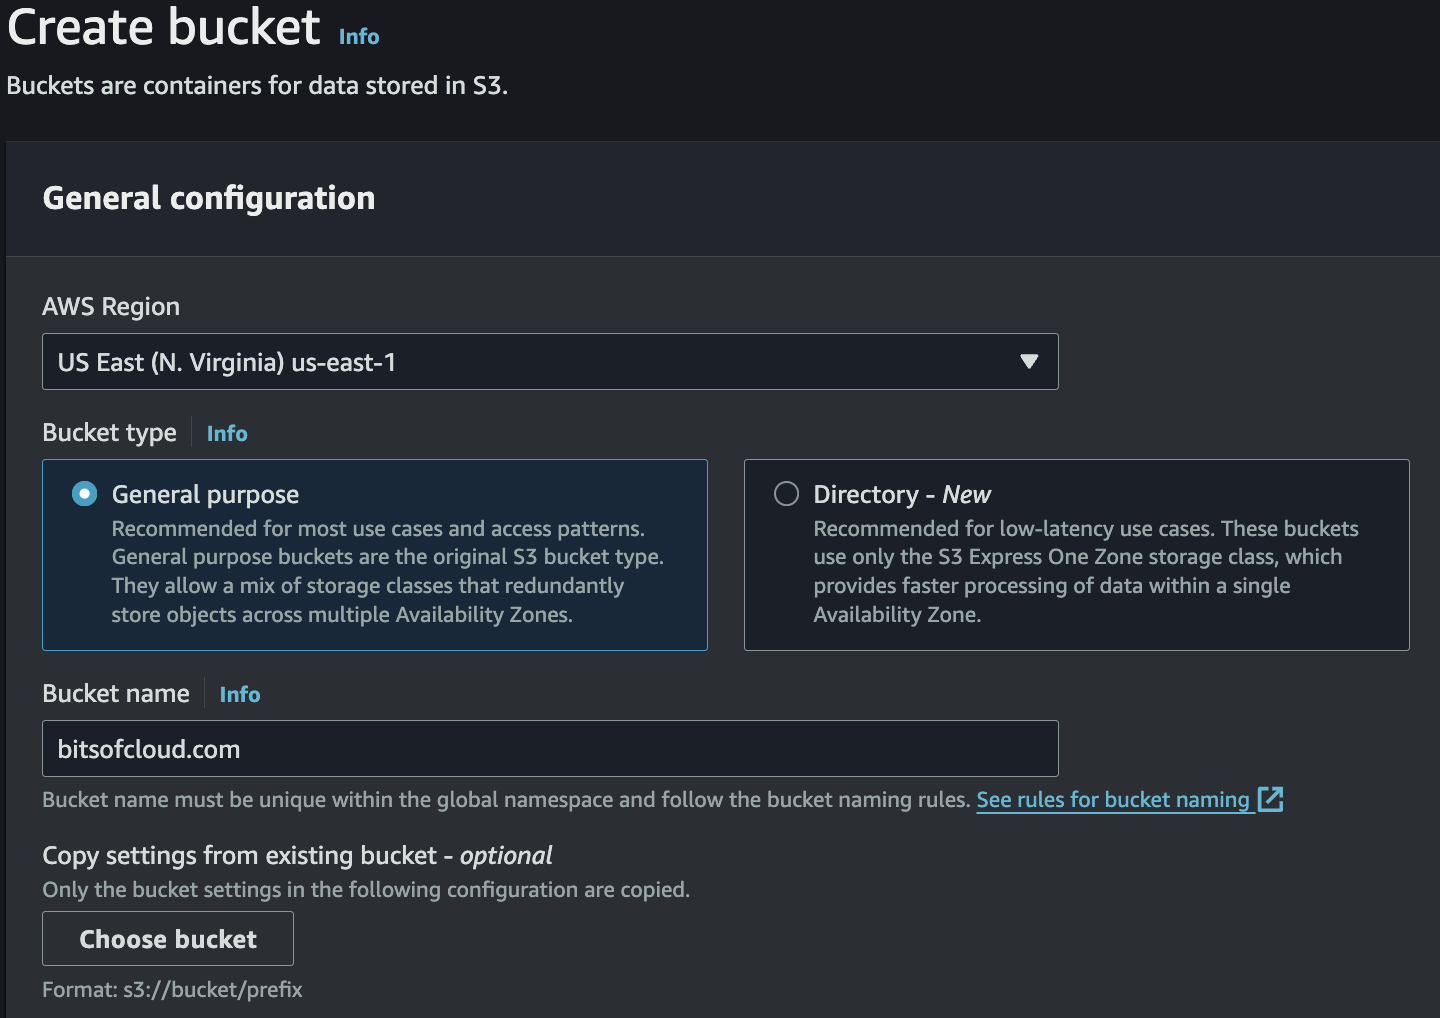 Create bucket Info
Buckets are containers for data stored in S3.
General configuration
AWS Region
US East (N. Virginia) us-east-1
Bucket type Info
General purpose
Recommended for most use cases and access patterns.
General purpose buckets are the original S3 bucket type.
They allow a mix of storage classes that redundantly
store objects across multiple Availability Zones.
Directory - New
Recommended for low-latency use cases. These buckets
use only the S3 Express One Zone storage class, which
provides faster processing of data within a single
Availability Zone.
Bucket name Info
bitsofcloud.com
Bucket name must be unique within the global namespace and follow the bucket naming rules. See rules for bucket naming
Copy settings from existing bucket - optional
Only the bucket settings in the following configuration are copied.
Choose bucket
Format: s3://bucket/prefix